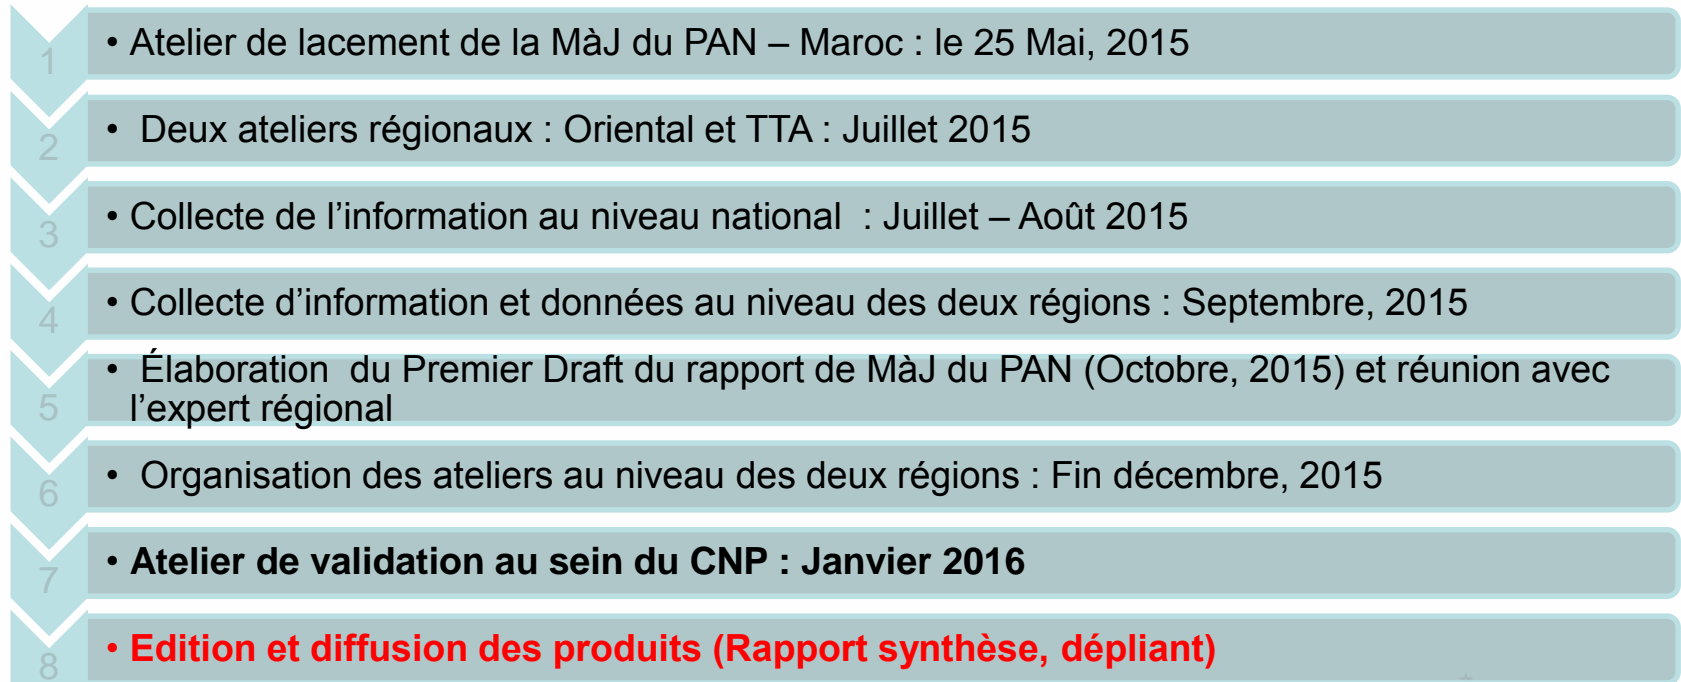 1
• Atelier de lacement de la MàJ du PAN – Maroc : le 25 Mai, 2015
2
• Deux ateliers régionaux : Oriental et TTA : Juillet 2015
3
• Collecte de l’information au niveau national : Juillet – Août 2015
4
• Collecte d’information et données au niveau des deux régions : Septembre, 2015
5
• Élaboration du Premier Draft du rapport de MàJ du PAN (Octobre, 2015) et réunion avec
l’expert régional
6
• Organisation des ateliers au niveau des deux régions : Fin décembre, 2015
7
• Atelier de validation au sein du CNP : Janvier 2016
8
• Edition et diffusion des produits (Rapport synthèse, dépliant)